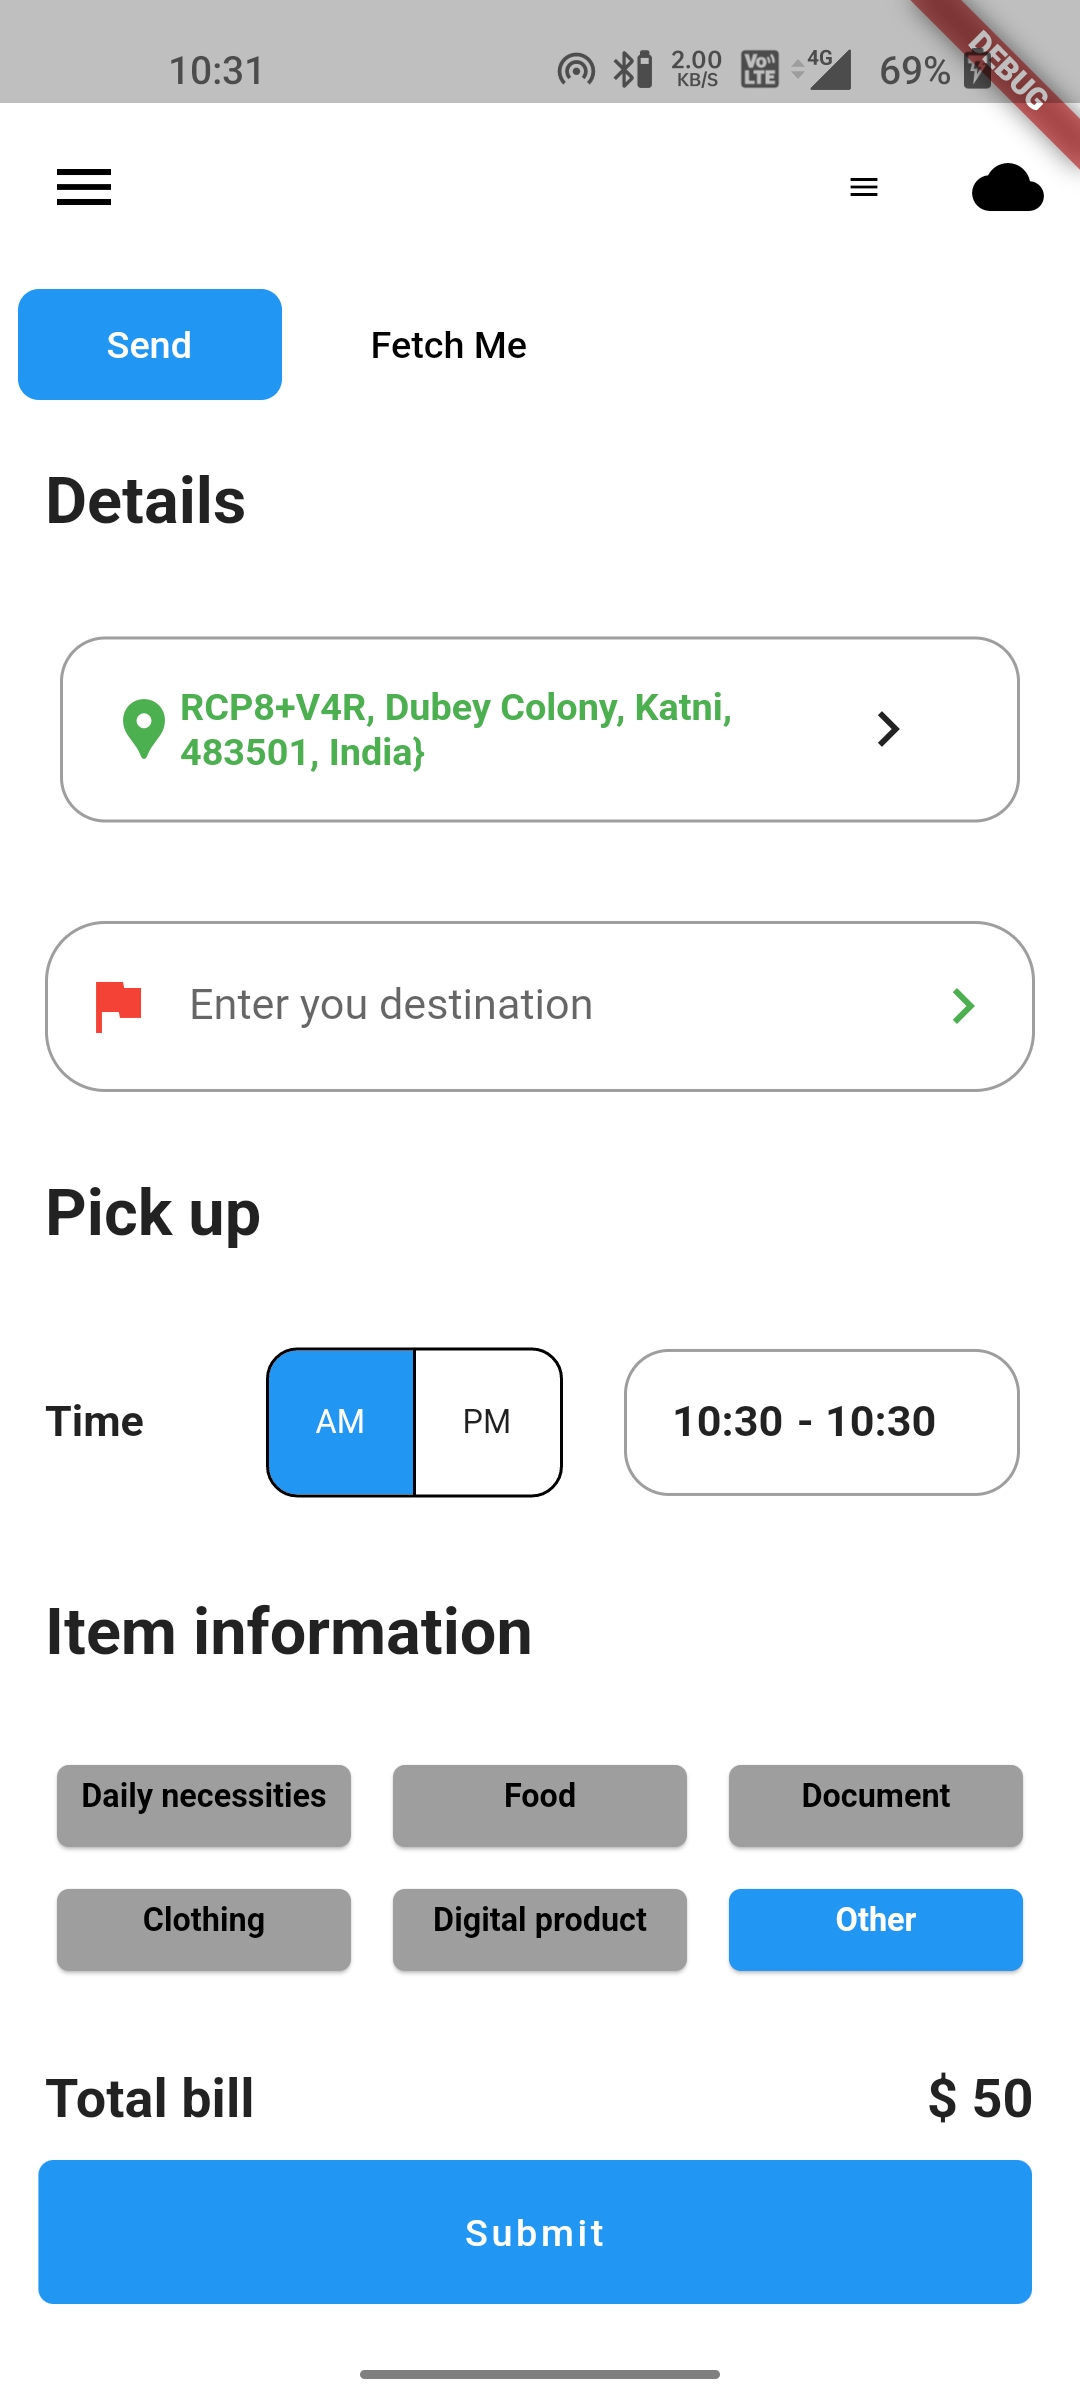 10:31
2.00
KB/S
Vo))
LTE
4G
69%
DEBUG
Send
Fetch Me
Details
RCP8+V4R, Dubey Colony, Katni,
483501, India}
Enter you destination
Pick up
Time
AM
PM
10:30 - 10:30
Item information
Daily necessities
Food
Document
Clothing
Digital product
Other
Total bill
$ 50
Submit